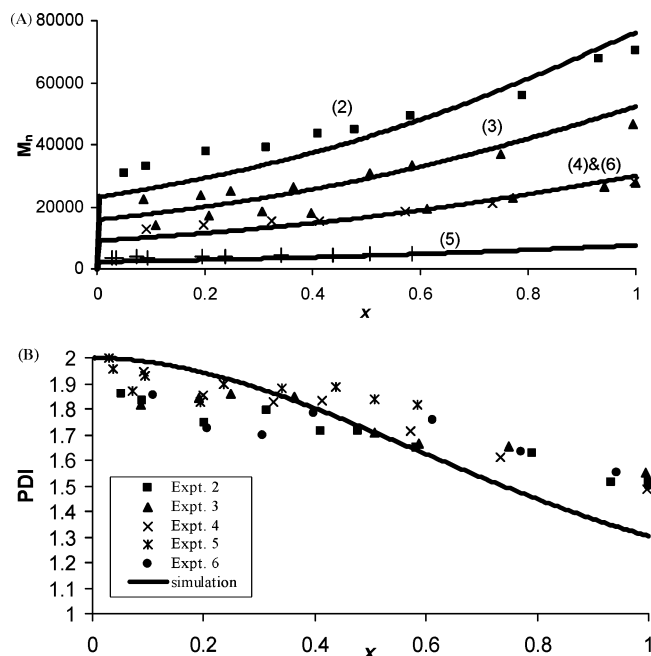 (A)
80000
60000
40000
20000
0
Mn
(2)
(3)
(4)&(6)
(5)
0
0.2
0.4
0.6
0.8
1
x
(B)
2
1.9
1.8
1.7
1.6
1.5
1.4
1.3
1.2
1.1
1
PDI
Expt. 2
Expt. 3
Expt. 4
Expt. 5
Expt. 6
simulation
0
0.2
0.4
0.6
0.8
1
x